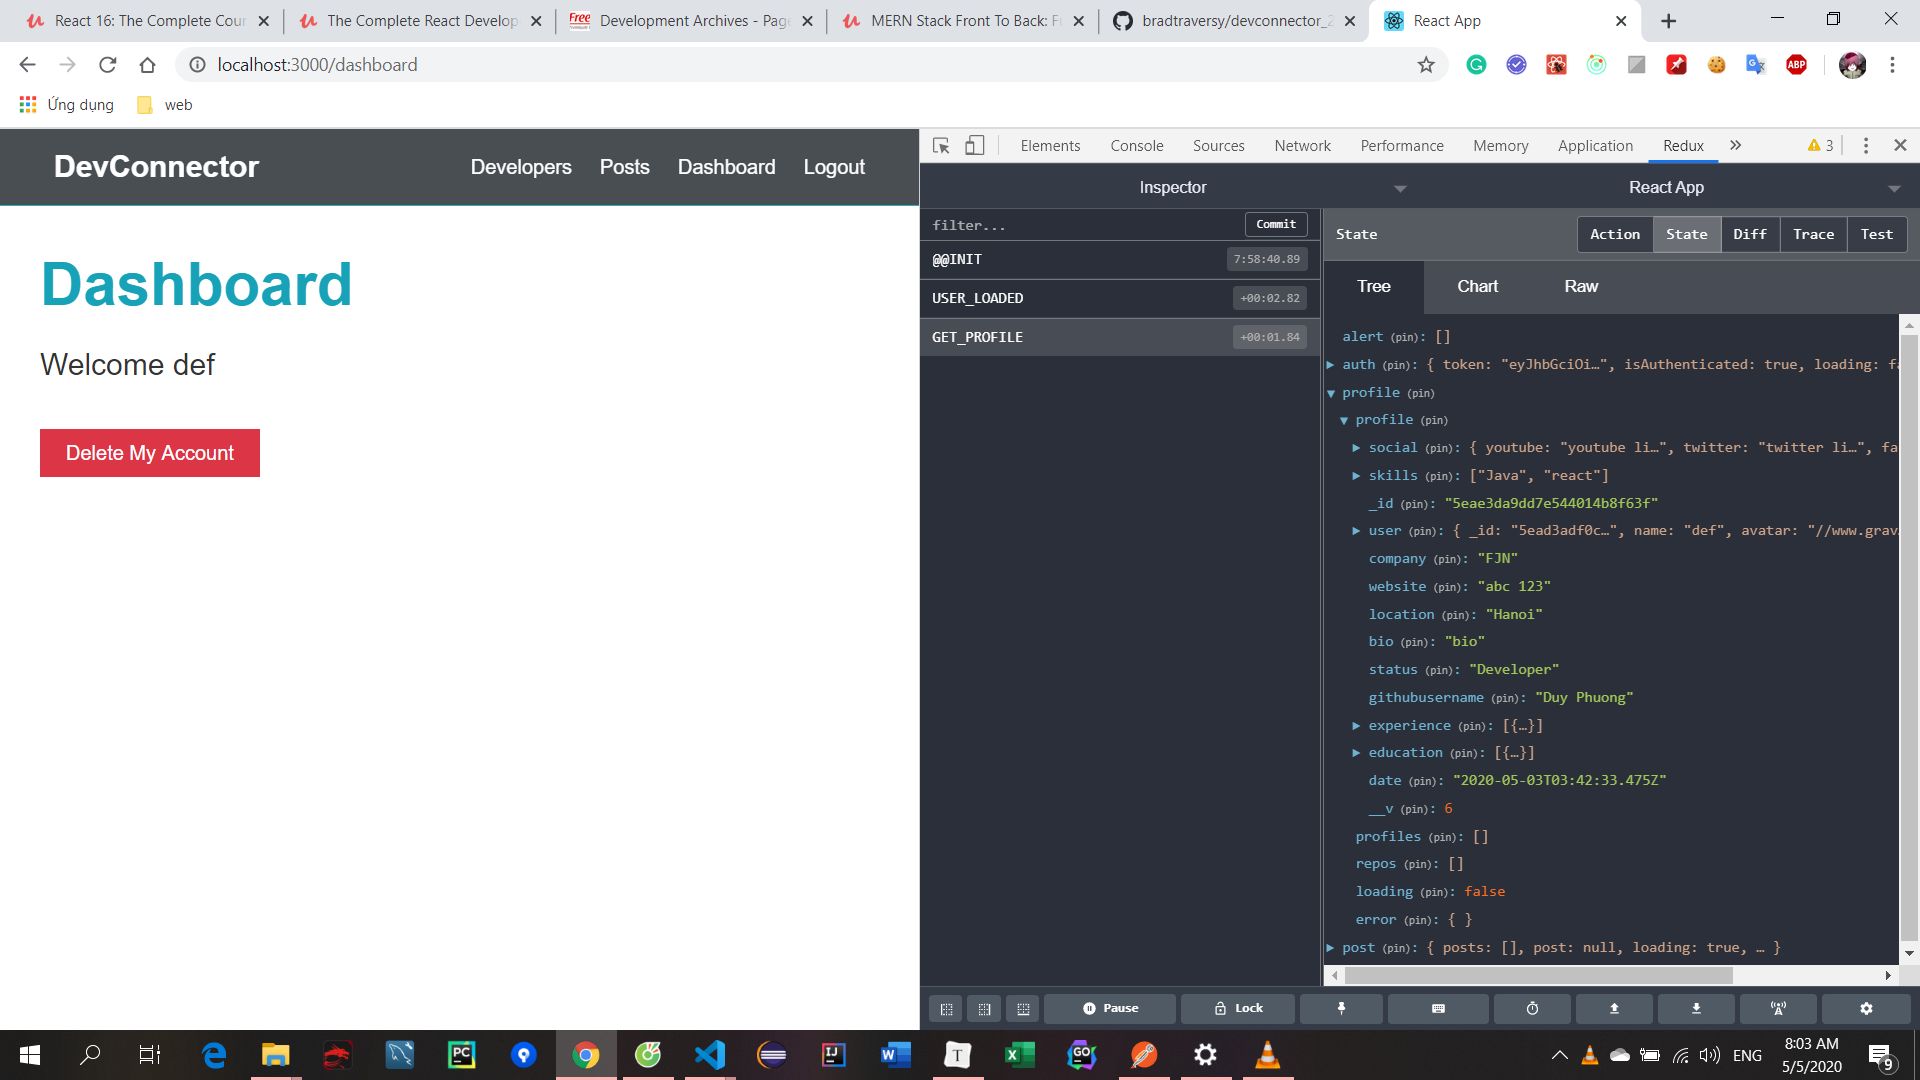 React 16: The Complete Cour
The Complete React Develop
Development Archives - Page
MERN Stack Front To Back: Fu
bradtraversy/devconnector_2
React App
localhost:3000/dashboard
ABP
Ứng dụng
web
DevConnector
Developers
Posts
Dashboard
Logout
Dashboard
Welcome def
Delete My Account
Elements
Console
Sources
Network
Performance
Memory
Application
Redux
3
Inspector
React App
filter...
Commit
@@INIT 7:58:40.89
USER_LOADED +00:02.82
GET_PROFILE +00:01.84
State
Action
State
Diff
Trace
Test
Tree
Chart
Raw
alert (pin): []
auth (pin): { token: "eyJhbGciOi…", isAuthenticated: true, loading: fa
profile (pin)
profile (pin)
social (pin): { youtube: "youtube li…", twitter: "twitter li…", fa
skills (pin): ["Java", "react"]
_id (pin): "5eae3da9dd7e544014b8f63f"
user (pin): { _id: "5ead3adf0c…", name: "def", avatar: "//www.grav
company (pin): "FJN"
website (pin): "abc 123"
location (pin): "Hanoi"
bio (pin): "bio"
status (pin): "Developer"
githubusername (pin): "Duy Phuong"
experience (pin): [{…}]
education (pin): [{…}]
date (pin): "2020-05-03T03:42:33.475Z"
__v (pin): 6
profiles (pin): []
repos (pin): []
loading (pin): false
error (pin): { }
post (pin): { posts: [], post: null, loading: true, … }
Pause
Lock
ENG
8:03 AM
5/5/2020
9